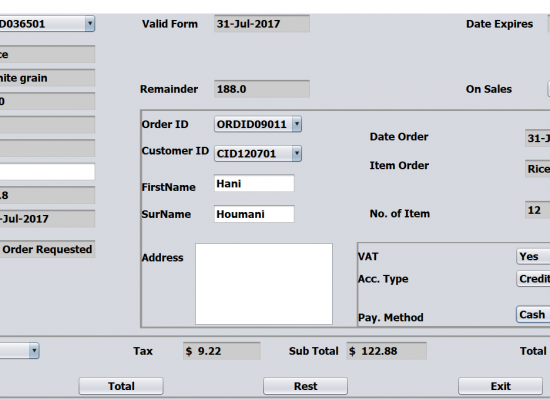 D036501 Valid Form 31-Jul-2017 Date Expires
ce
nite grain
0 Remainder 188.0 On Sales
Order ID ORDID09011 Date Order 31-J
Customer ID CID120701 Item Order Rice
FirstName Hani
.8
-Jul-2017 SurName Houmani No. of Item 12
Order Requested Address VAT Yes
Acc. Type Credit
Pay. Method Cash
Tax $ 9.22 Sub Total $ 122.88 Total
Total Rest Exit